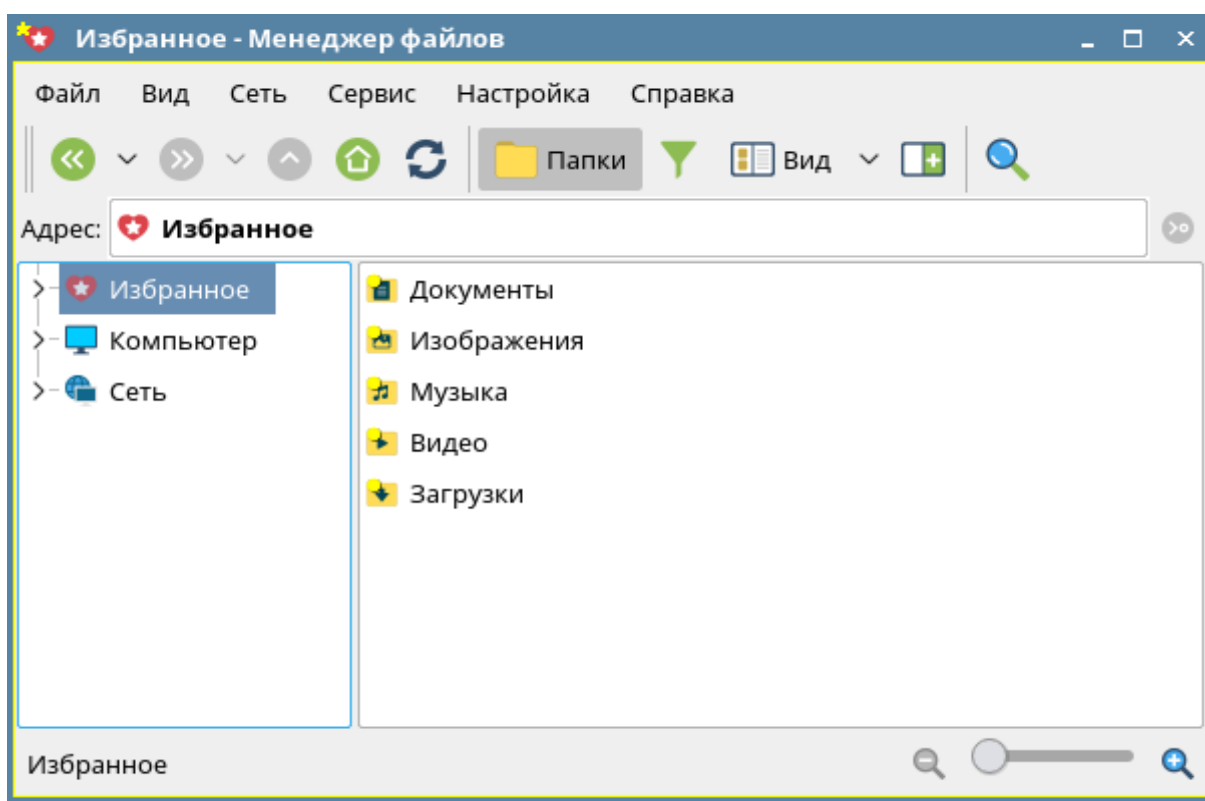 Избранное - Менеджер файлов
Файл Вид Сеть Сервис Настройка Справка
Папки Вид
Адрес: Избранное
Избранное
Компьютер
Сеть
Документы
Изображения
Музыка
Видео
Загрузки
Избранное